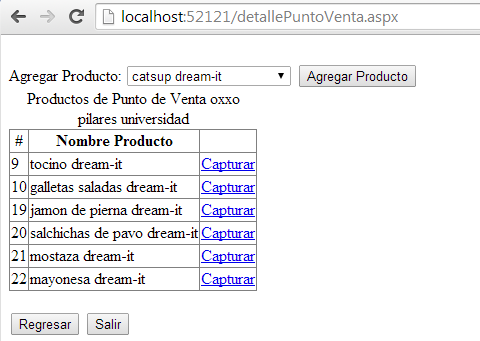 localhost:52121/detallePuntoVenta.aspx
Agregar Producto: catsup dream-it Agregar Producto
Productos de Punto de Venta oxxo
pilares universidad
# Nombre Producto
9 tocino dream-it Capturar
10 galletas saladas dream-it Capturar
19 jamon de pierna dream-it Capturar
20 salchichas de pavo dream-it Capturar
21 mostaza dream-it Capturar
22 mayonesa dream-it Capturar
Regresar Salir